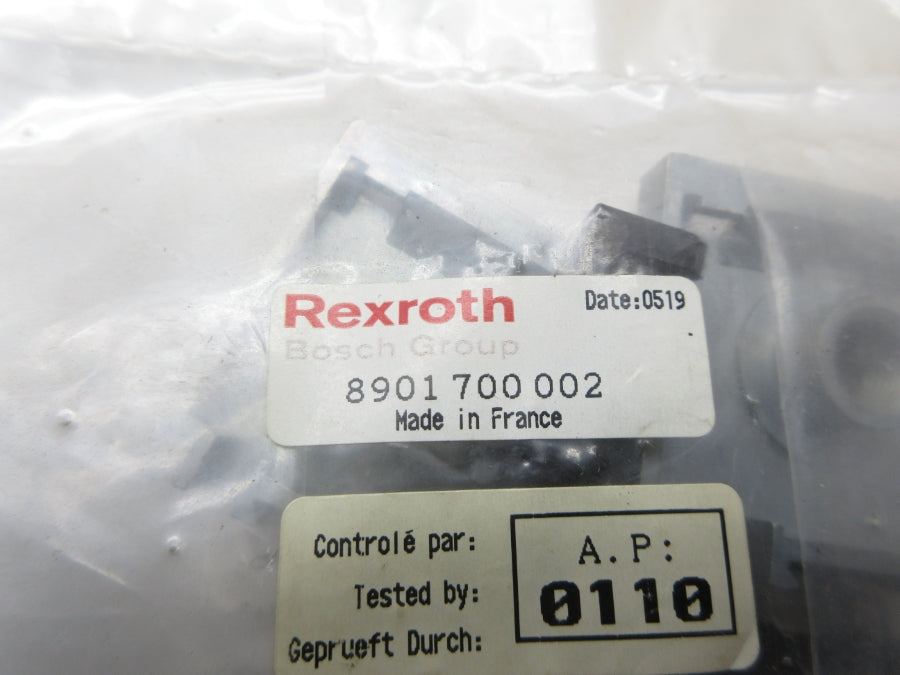 Rexroth
Date:0519
Bosch Group
8901 700 002
Made in France
Controlé par:
A.P:
Tested by:
0110
Geprueft Durch: